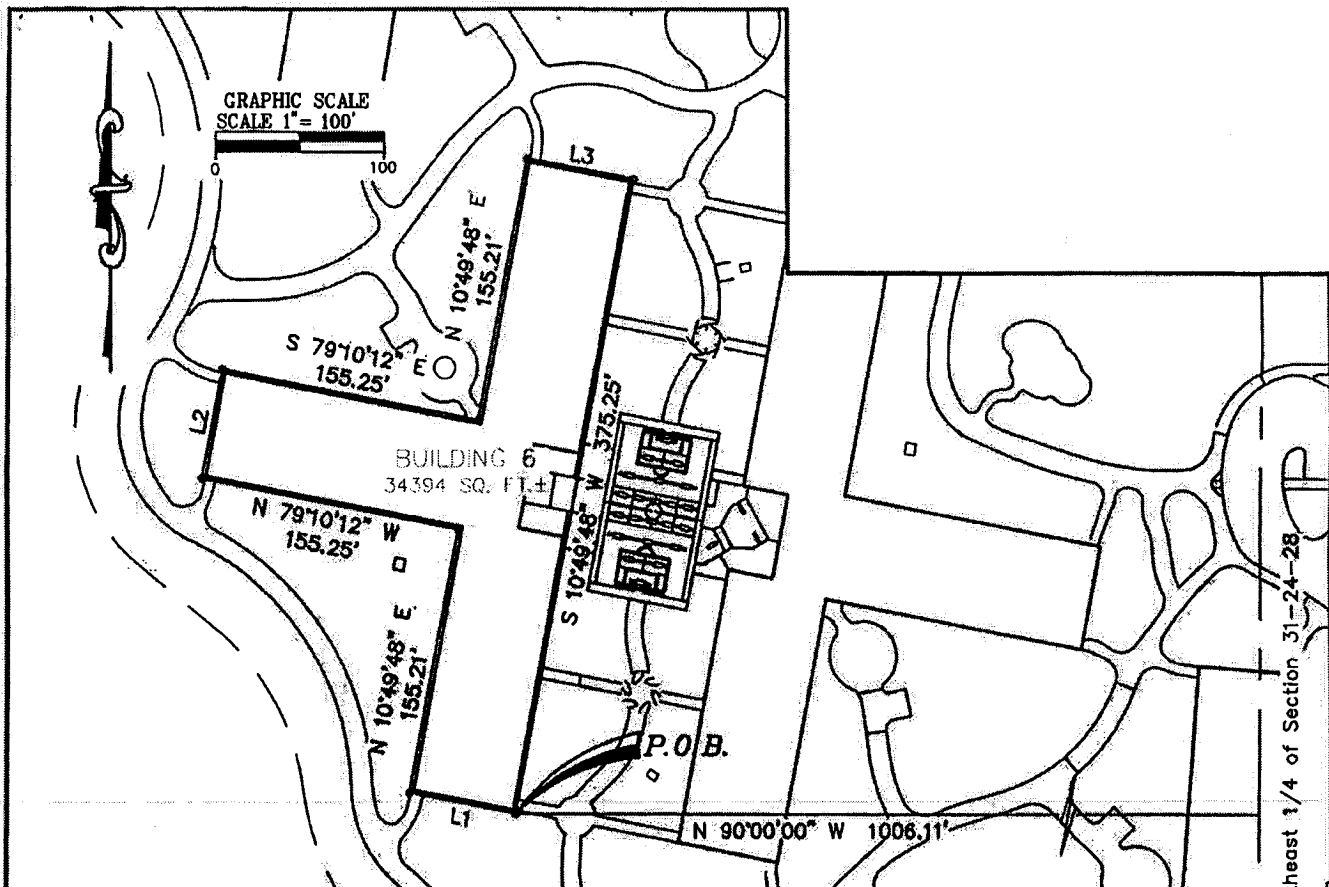 GRAPHIC SCALE
SCALE 1"= 100'
0 100
L3
N 10°49'48" E
155.21'
S 79°10'12" E
155.25'
L2
BUILDING 6
34394 SQ. FT.±
S 10°49'48" W 375.25'
N 79°10'12" W
155.25'
N 10°49'48" E
155.21'
P.O.B.
L1
N 90°00'00" W 1006.11'
heast 1/4 of Section 31-24-28,